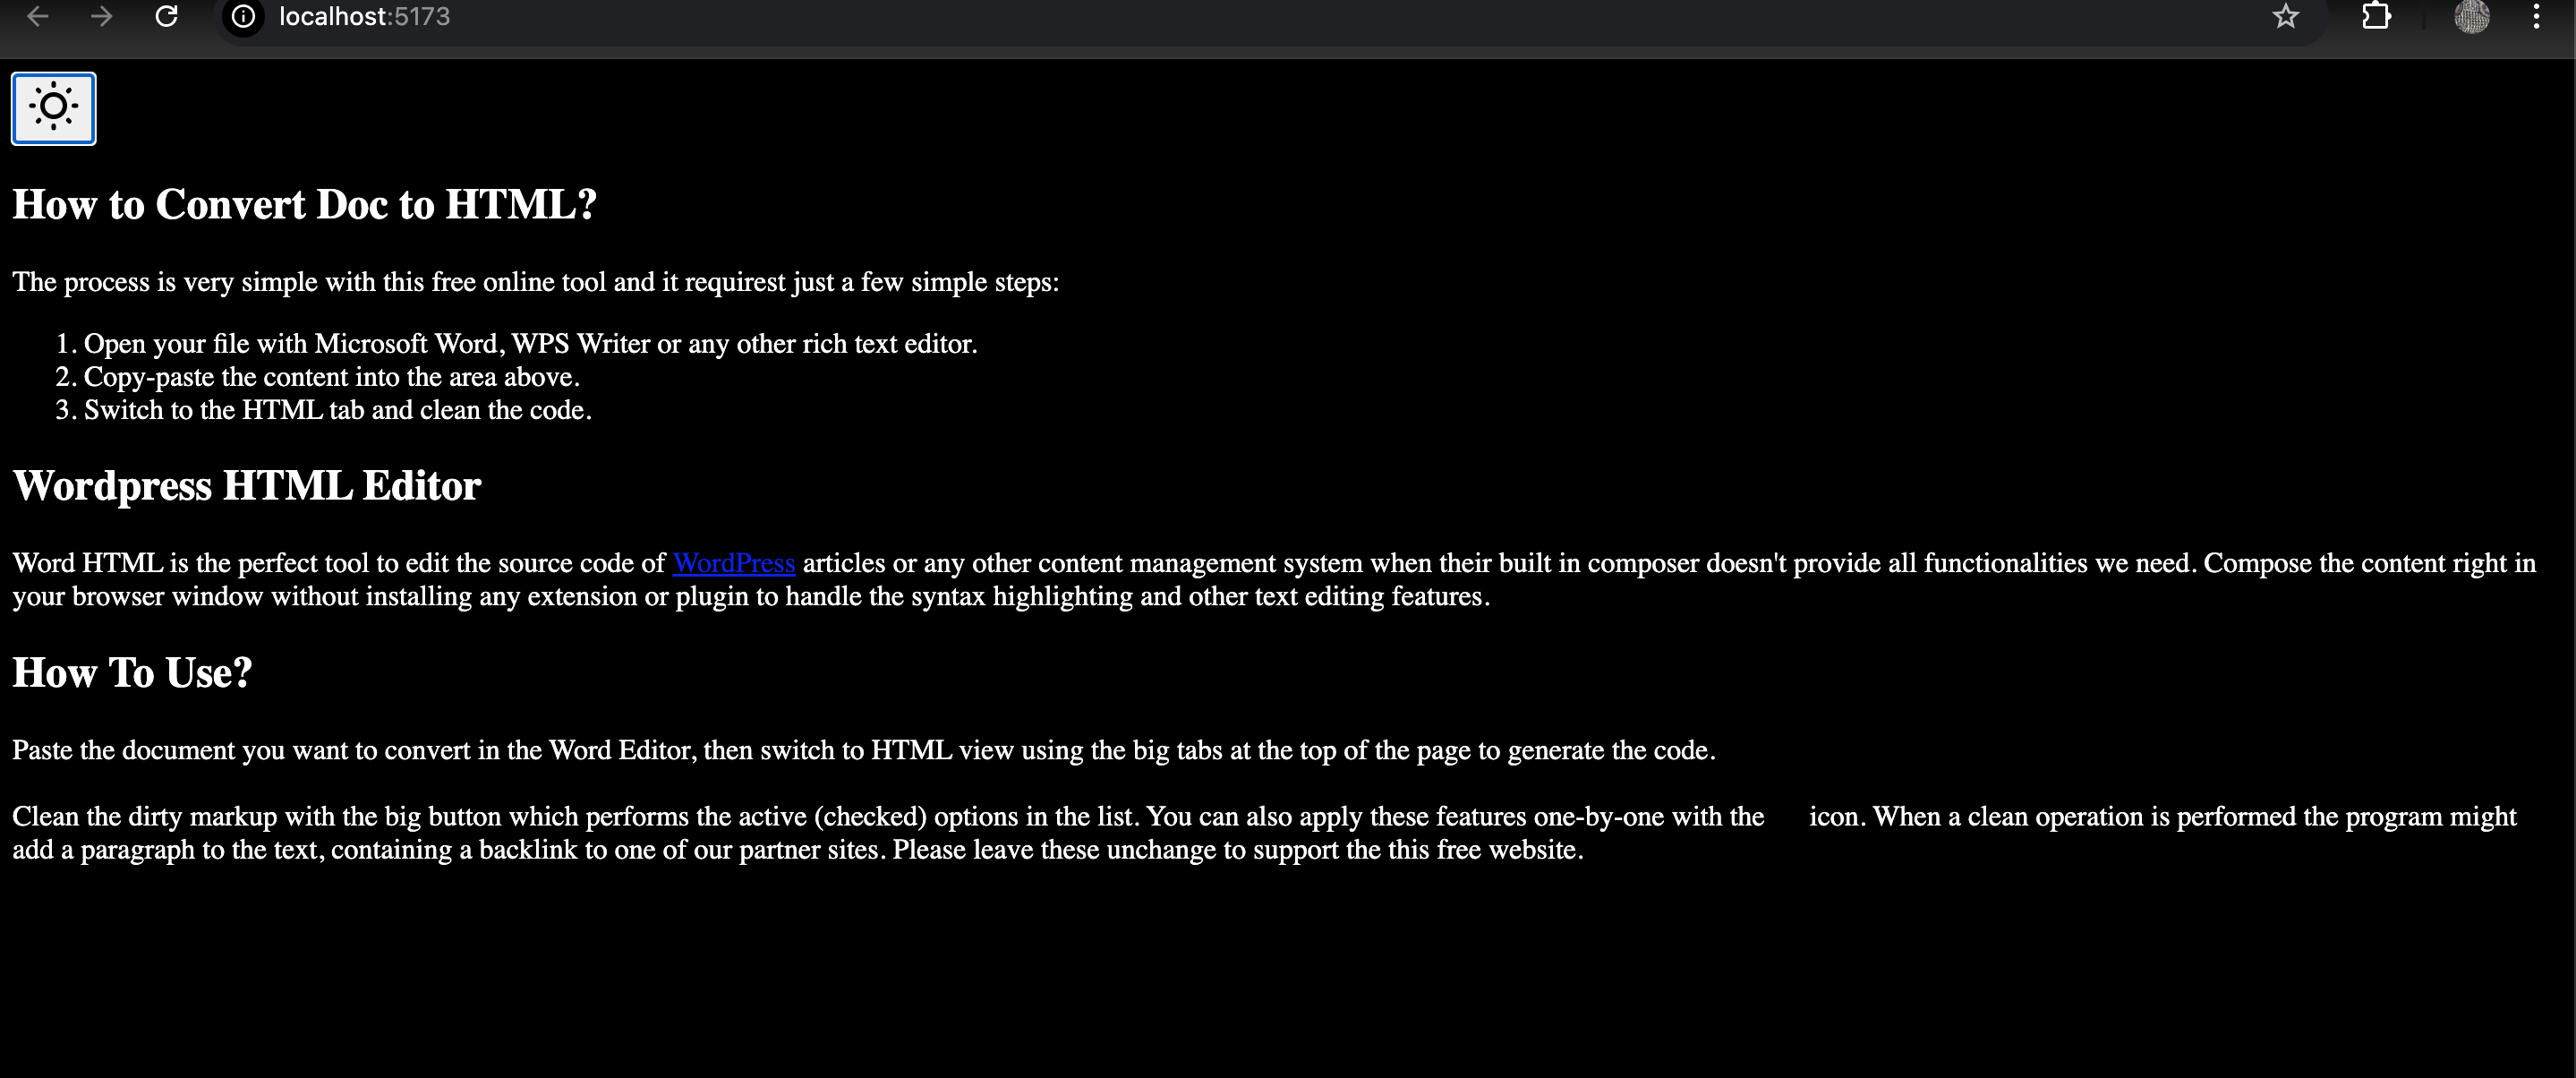 localhost:5173
How to Convert Doc to HTML?
The process is very simple with this free online tool and it requirest just a few simple steps:
1. Open your file with Microsoft Word, WPS Writer or any other rich text editor.
2. Copy-paste the content into the area above.
3. Switch to the HTML tab and clean the code.
Wordpress HTML Editor
Word HTML is the perfect tool to edit the source code of WordPress articles or any other content management system when their built in composer doesn't provide all functionalities we need. Compose the content right in
your browser window without installing any extension or plugin to handle the syntax highlighting and other text editing features.
How To Use?
Paste the document you want to convert in the Word Editor, then switch to HTML view using the big tabs at the top of the page to generate the code.
Clean the dirty markup with the big button which performs the active (checked) options in the list. You can also apply these features one-by-one with the icon. When a clean operation is performed the program might
add a paragraph to the text, containing a backlink to one of our partner sites. Please leave these unchange to support the this free website.